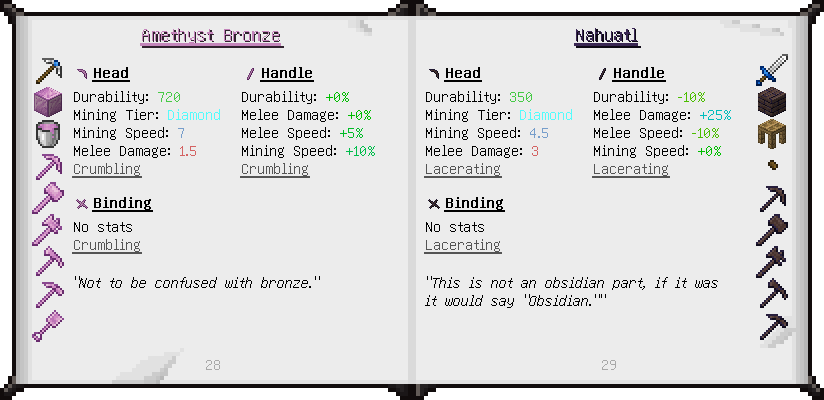 Amethyst Bronze
Head
Durability: 720
Mining Tier: Diamond
Mining Speed: 7
Melee Damage: 1.5
Crumbling
Handle
Durability: +0%
Melee Damage: +0%
Melee Speed: +5%
Mining Speed: +10%
Crumbling
Binding
No stats
Crumbling
"Not to be confused with bronze."
28
Nahuatl
Head
Durability: 350
Mining Tier: Diamond
Mining Speed: 4.5
Melee Damage: 3
Lacerating
Handle
Durability: -10%
Melee Damage: +25%
Melee Speed: -10%
Mining Speed: +0%
Lacerating
Binding
No stats
Lacerating
"This is not an obsidian part, if it was
it would say "Obsidian.""
29